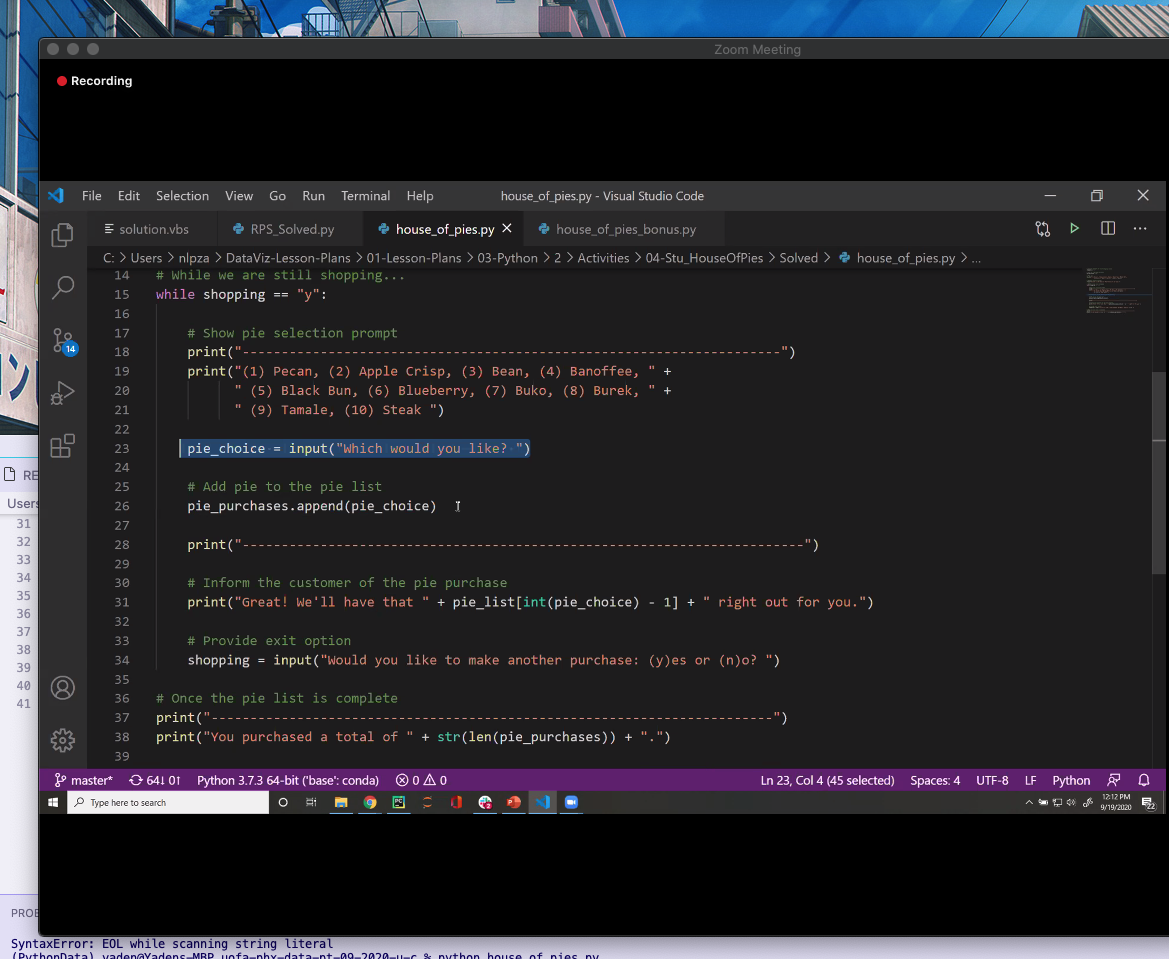 Zoom Meeting
Recording
File Edit Selection View Go Run Terminal Help
house_of_pies.py - Visual Studio Code
solution.vbs
RPS_Solved.py
house_of_pies.py
house_of_pies_bonus.py
C: > Users > nlpza > DataViz-Lesson-Plans > 01-Lesson-Plans > 03-Python > 2 > Activities > 04-Stu_HouseOfPies > Solved > house_of_pies.py > ...
14 # While we are still shopping...
15 while shopping == "y":
16
17 # Show pie selection prompt
18 print("---------------------------------------------------------------------")
19 print("(1) Pecan, (2) Apple Crisp, (3) Bean, (4) Banoffee, " +
20 " (5) Black Bun, (6) Blueberry, (7) Buko, (8) Burek, " +
21 " (9) Tamale, (10) Steak ")
22
23 pie_choice = input("Which would you like? ")
24
25 # Add pie to the pie list
26 pie_purchases.append(pie_choice)
27
28 print("------------------------------------------------------------------------")
29
30 # Inform the customer of the pie purchase
31 print("Great! We'll have that " + pie_list[int(pie_choice) - 1] + " right out for you.")
32
33 # Provide exit option
34 shopping = input("Would you like to make another purchase: (y)es or (n)o? ")
35
36 # Once the pie list is complete
37 print("------------------------------------------------------------------------")
38 print("You purchased a total of " + str(len(pie_purchases)) + ".")
39
14
RE
Users
31
32
33
34
35
36
37
38
39
40
41
master* 64↓ 0↑ Python 3.7.3 64-bit ('base': conda) 0 0 Ln 23, Col 4 (45 selected) Spaces: 4 UTF-8 LF Python
Type here to search
12:12 PM
9/19/2020
22
PROB
SyntaxError: EOL while scanning string literal
(PythonData) yaden@Yadens-MBP uofa-phx-data-pt-09-2020-u-c % python house_of_pies.py